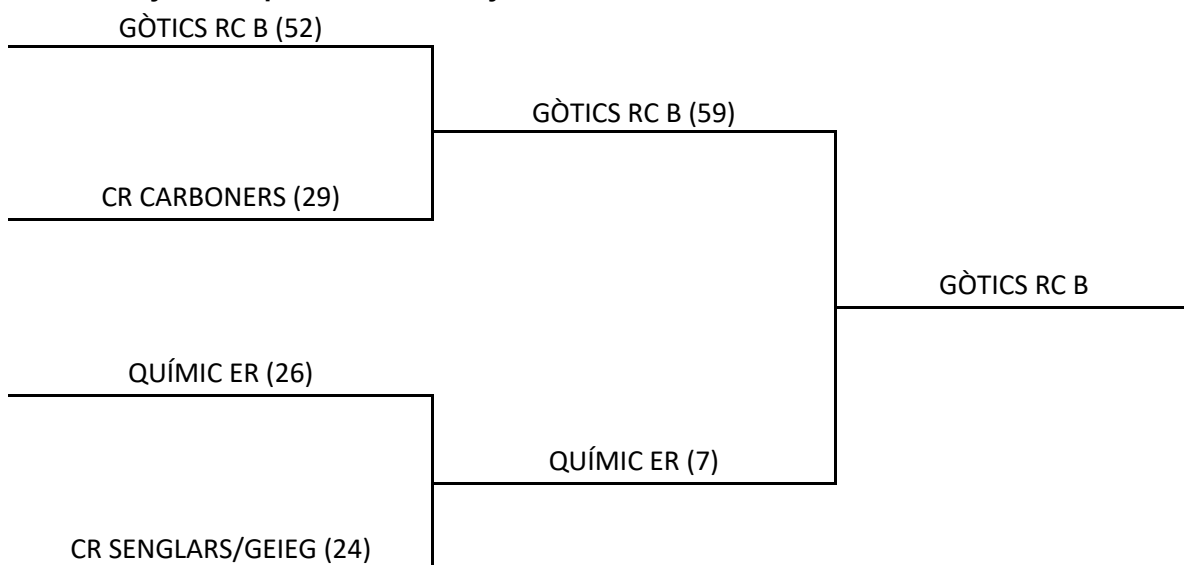 GÒTICS RC B (52)
GÒTICS RC B (59)
CR CARBONERS (29)
GÒTICS RC B
QUÍMIC ER (26)
QUÍMIC ER (7)
CR SENGLARS/GEIEG (24)